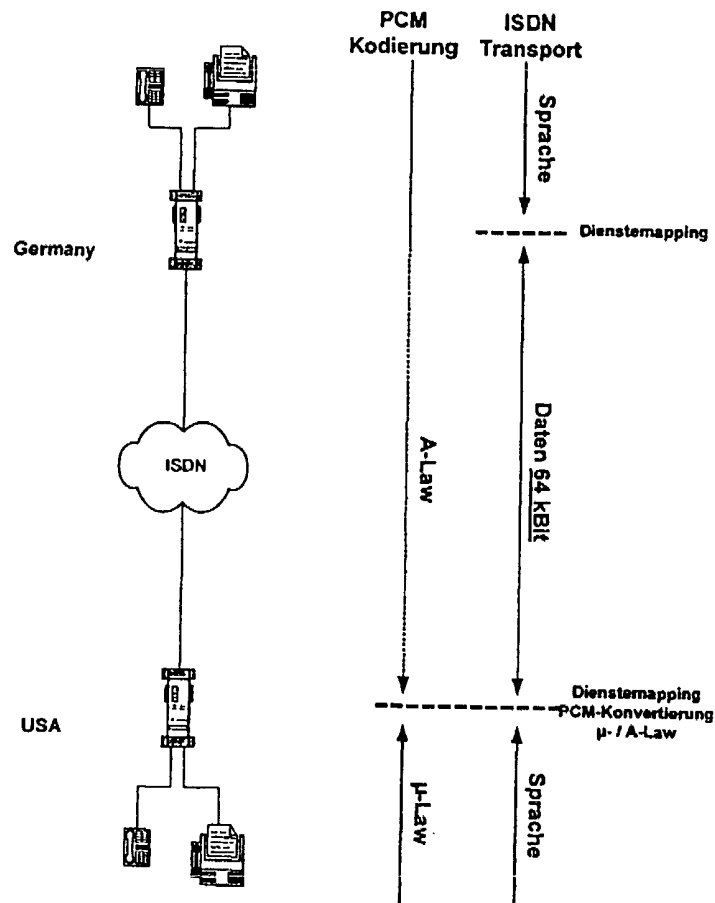 PCM
Kodierung
ISDN
Transport
Sprache
Dienstemapping
Germany
ISDN
A-Law
Daten 64 kBit
Dienstemapping
PCM-Konvertierung
µ- / A-Law
USA
µ-Law
Sprache